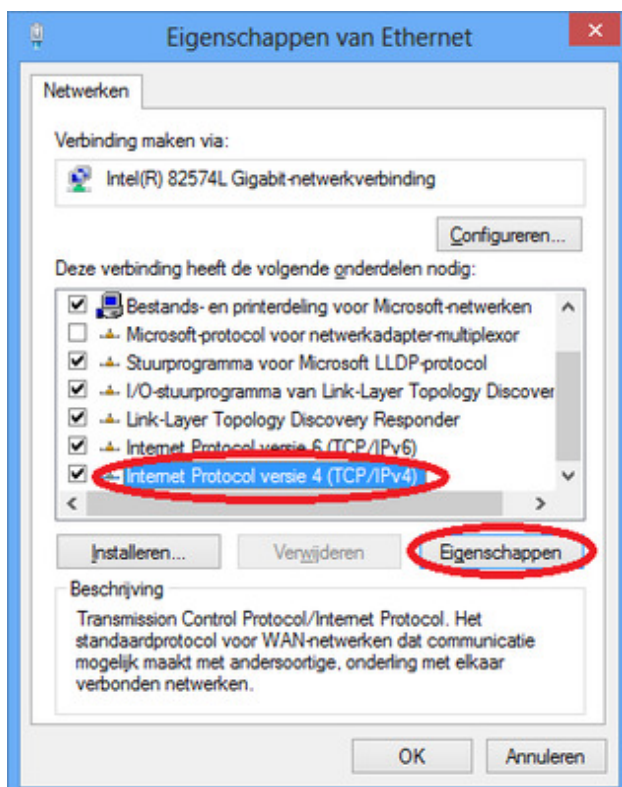 Eigenschappen van Ethernet
Netwerken
Verbinding maken via:
Intel(R) 82574L Gigabit-netwerkverbinding
Configureren...
Deze verbinding heeft de volgende onderdelen nodig:
Bestands- en printerdeling voor Microsoft-netwerken
Microsoft-protocol voor netwerkadapter-multiplexor
Stuurprogramma voor Microsoft LLDP-protocol
I/O-stuurprogramma van Link-Layer Topology Discover
Link-Layer Topology Discovery Responder
Internet Protocol versie 6 (TCP/IPv6)
Internet Protocol versie 4 (TCP/IPv4)
Installeren...
Verwijderen
Eigenschappen
Beschrijving
Transmission Control Protocol/Internet Protocol. Het
standaardprotocol voor WAN-netwerken dat communicatie
mogelijk maakt met andersoortige, onderling met elkaar
verbonden netwerken.
OK
Annuleren